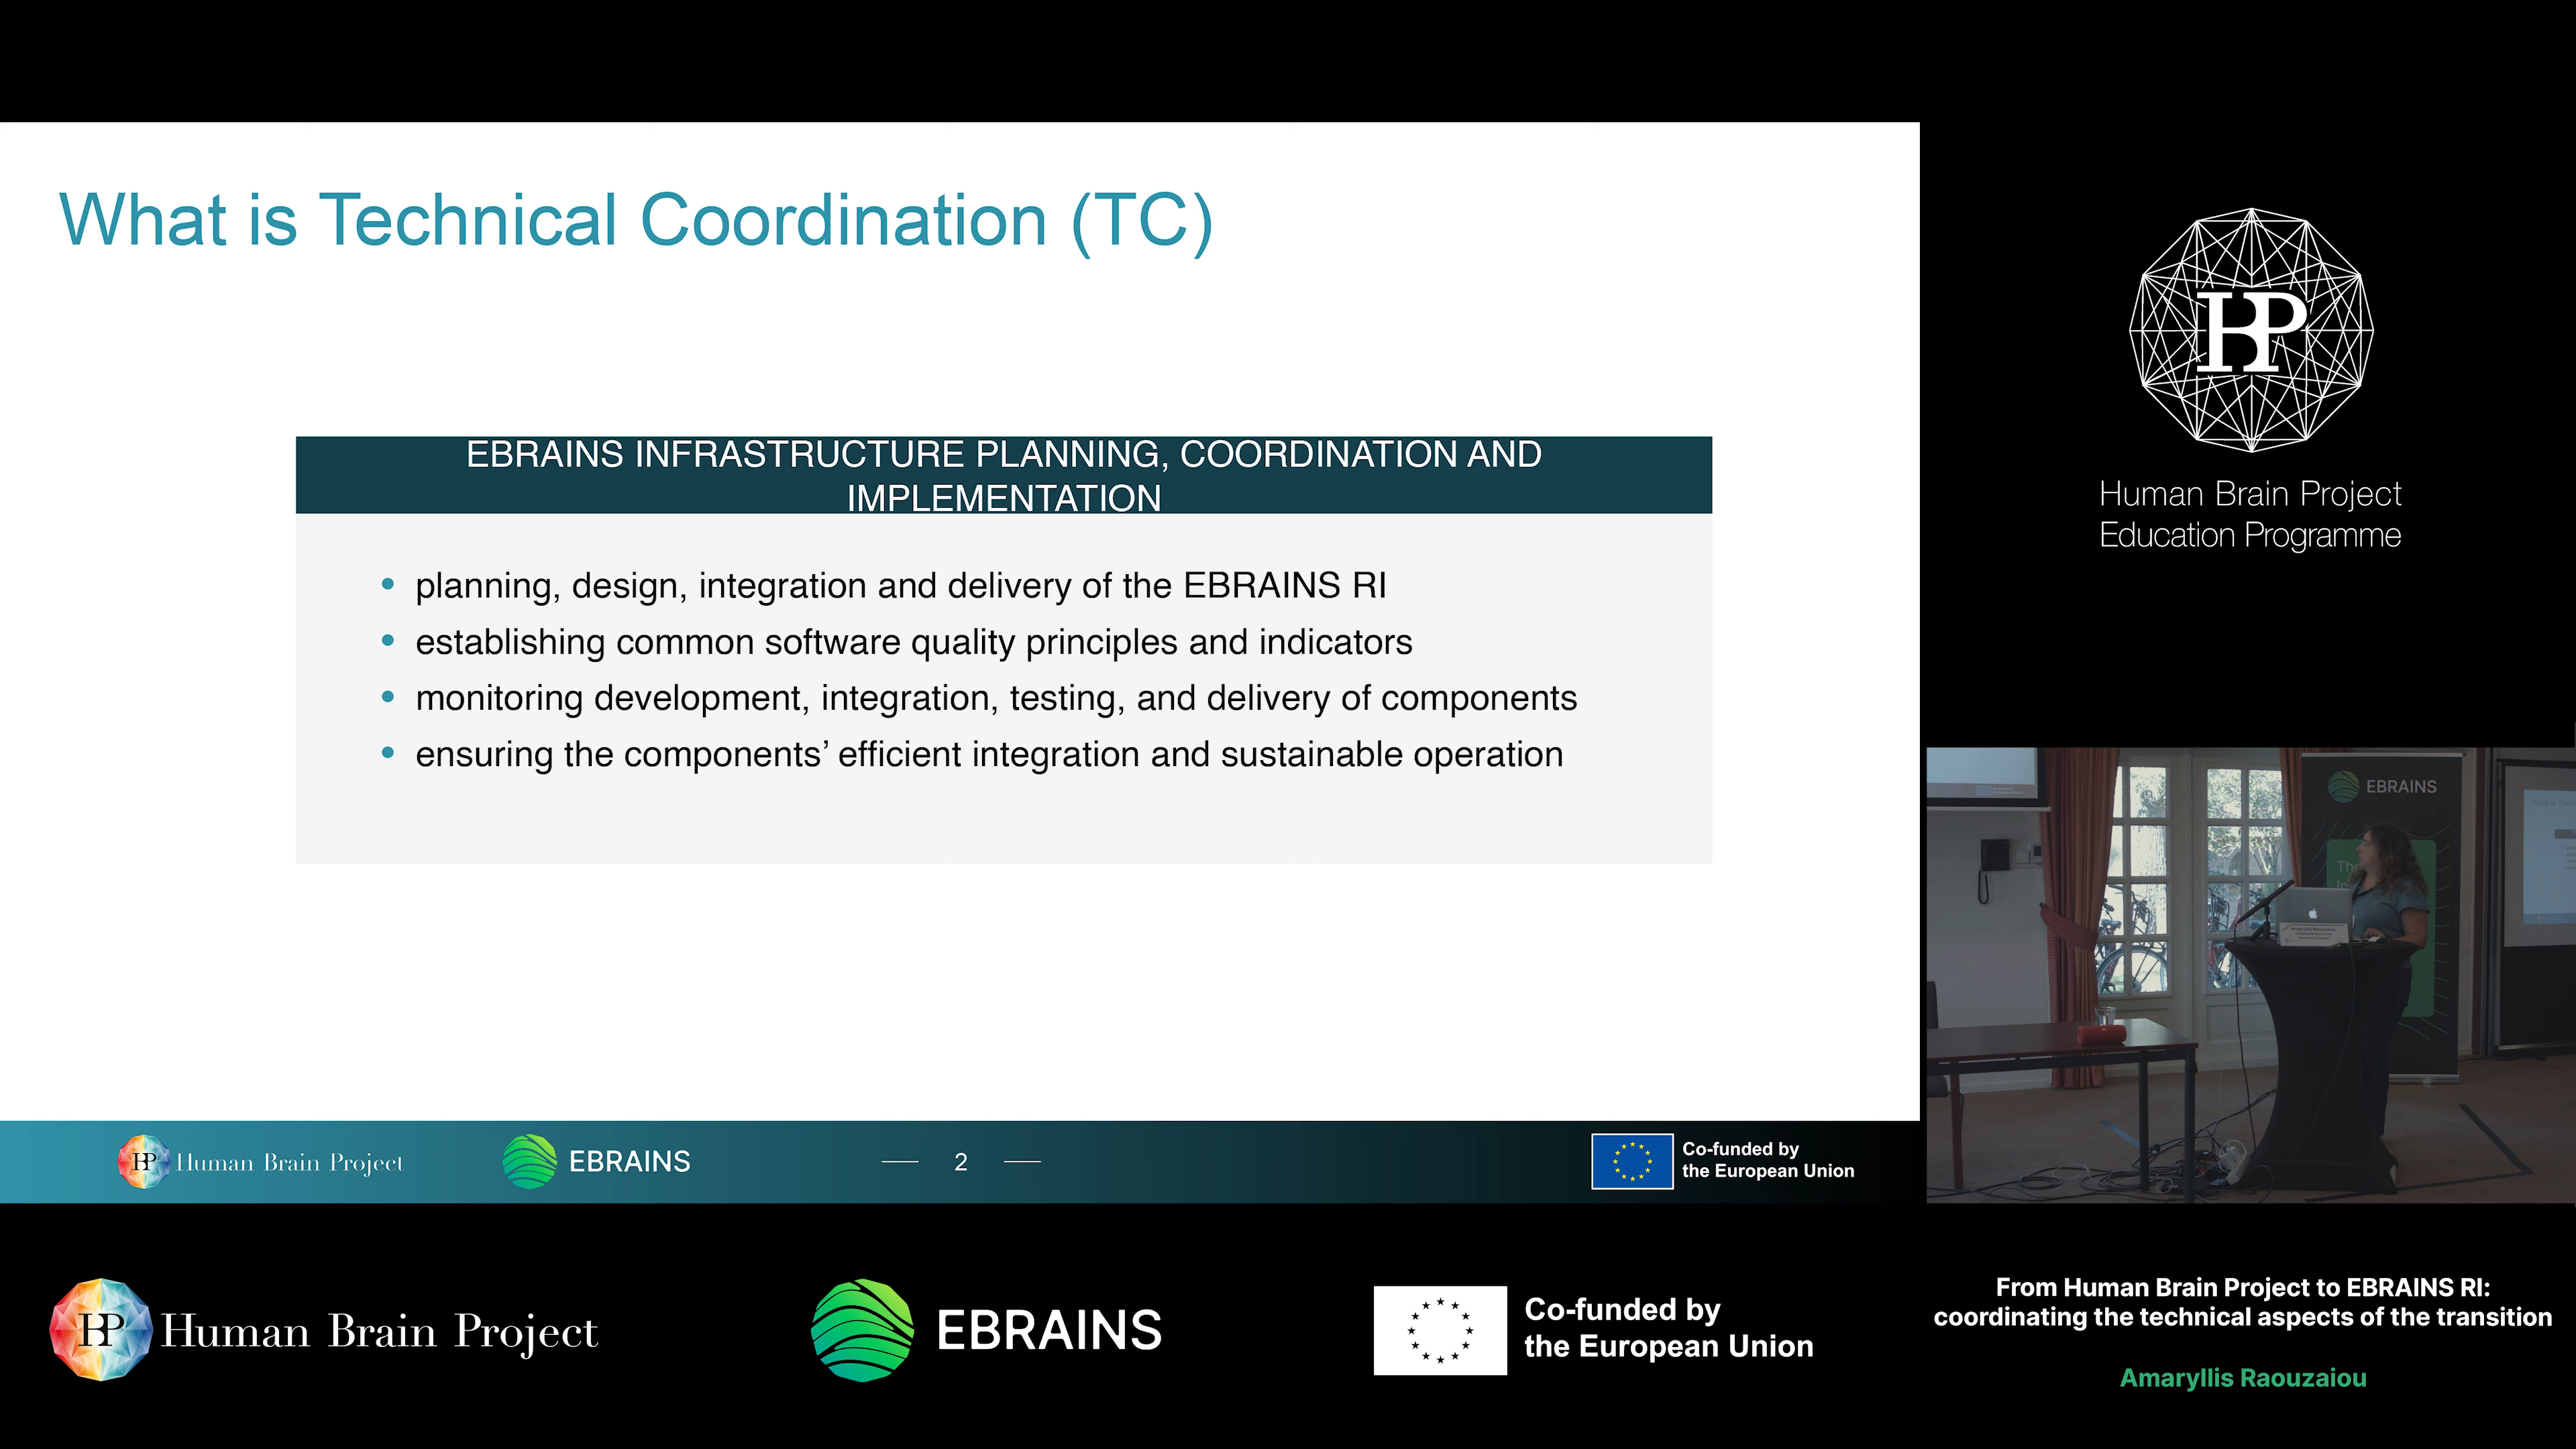 What is Technical Coordination (TC)
EBRAINS INFRASTRUCTURE PLANNING, COORDINATION AND
IMPLEMENTATION
• planning, design, integration and delivery of the EBRAINS RI
• establishing common software quality principles and indicators
• monitoring development, integration, testing, and delivery of components
• ensuring the components’ efficient integration and sustainable operation
HBP Human Brain Project
EBRAINS
2
Co-funded by
the European Union
HBP
Human Brain Project
Education Programme
EBRAINS
The
HBP Human Brain Project
EBRAINS
Co-funded by
the European Union
From Human Brain Project to EBRAINS RI:
coordinating the technical aspects of the transition
Amaryllis Raouzaiou